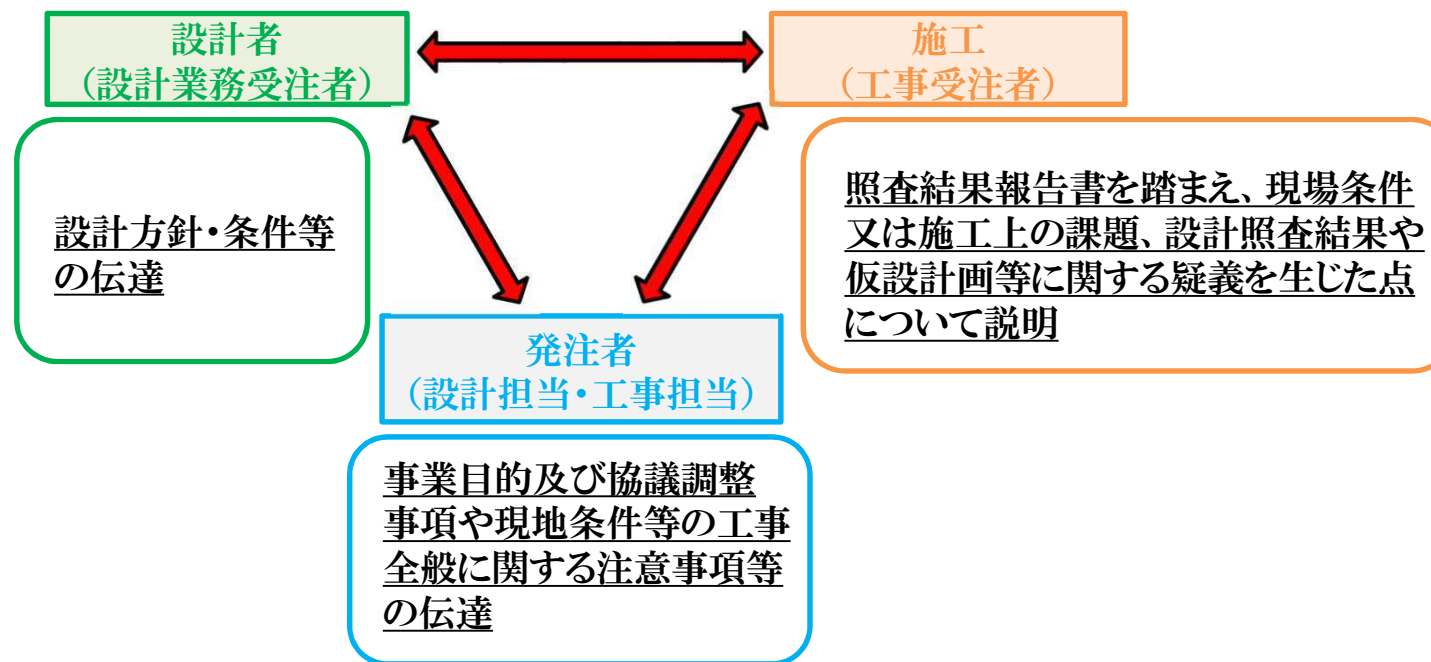 設計者
（設計業務受注者）
施工
（工事受注者）
設計方針・条件等
の伝達
照査結果報告書を踏まえ、現場条件
又は施工上の課題、設計照査結果や
仮設計画等に関する疑義を生じた点
について説明
発注者
（設計担当・工事担当）
事業目的及び協議調整
事項や現地条件等の工事
全般に関する注意事項等
の伝達